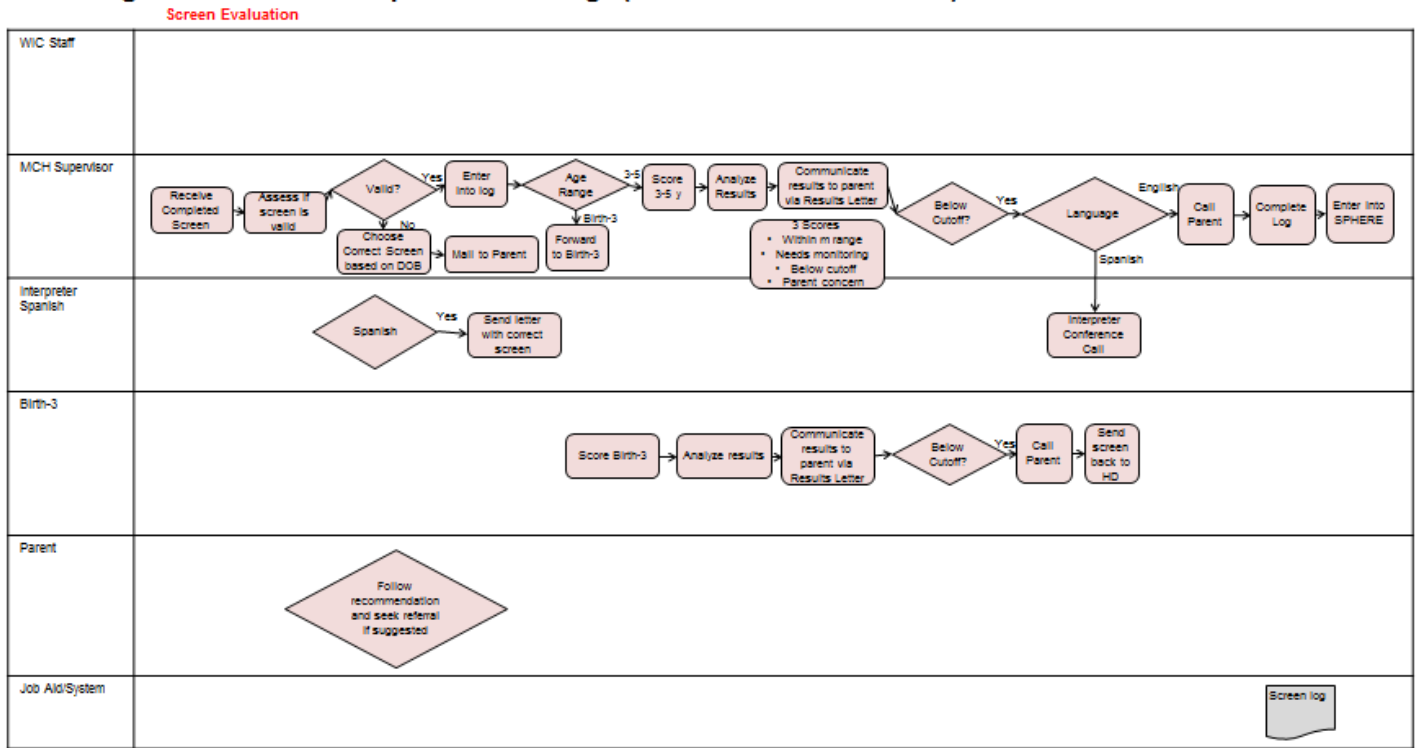 Screen Evaluation
WIC Staff
MCH Supervisor
Receive
Completed
Screen
Assess if
screen is
valid
Valid?
Yes
No
Enter
into log
Choose
Correct Screen
based on DOB
Mail to Parent
Age
Range
3-5
Birth-3
Forward
to Birth-3
Score
3-5 y
Analyze
Results
Communicate
results to parent
via Results Letter
3 Scores
• Within m range
• Needs monitoring
• Below cutoff
• Parent concern
Below
Cutoff?
Yes
Language
English
Spanish
Call
Parent
Complete
Log
Enter into
SPHERE
Interpreter
Spanish
Spanish
Yes
Send letter
with correct
screen
Interpreter
Conference
Call
Birth-3
Score Birth-3
Analyze results
Communicate
results to
parent via
Results Letter
Below
Cutoff?
Yes
Call
Parent
Send
screen
back to
HD
Parent
Follow
recommendation
and seek referral
if suggested
Job Aid/System
Screen log